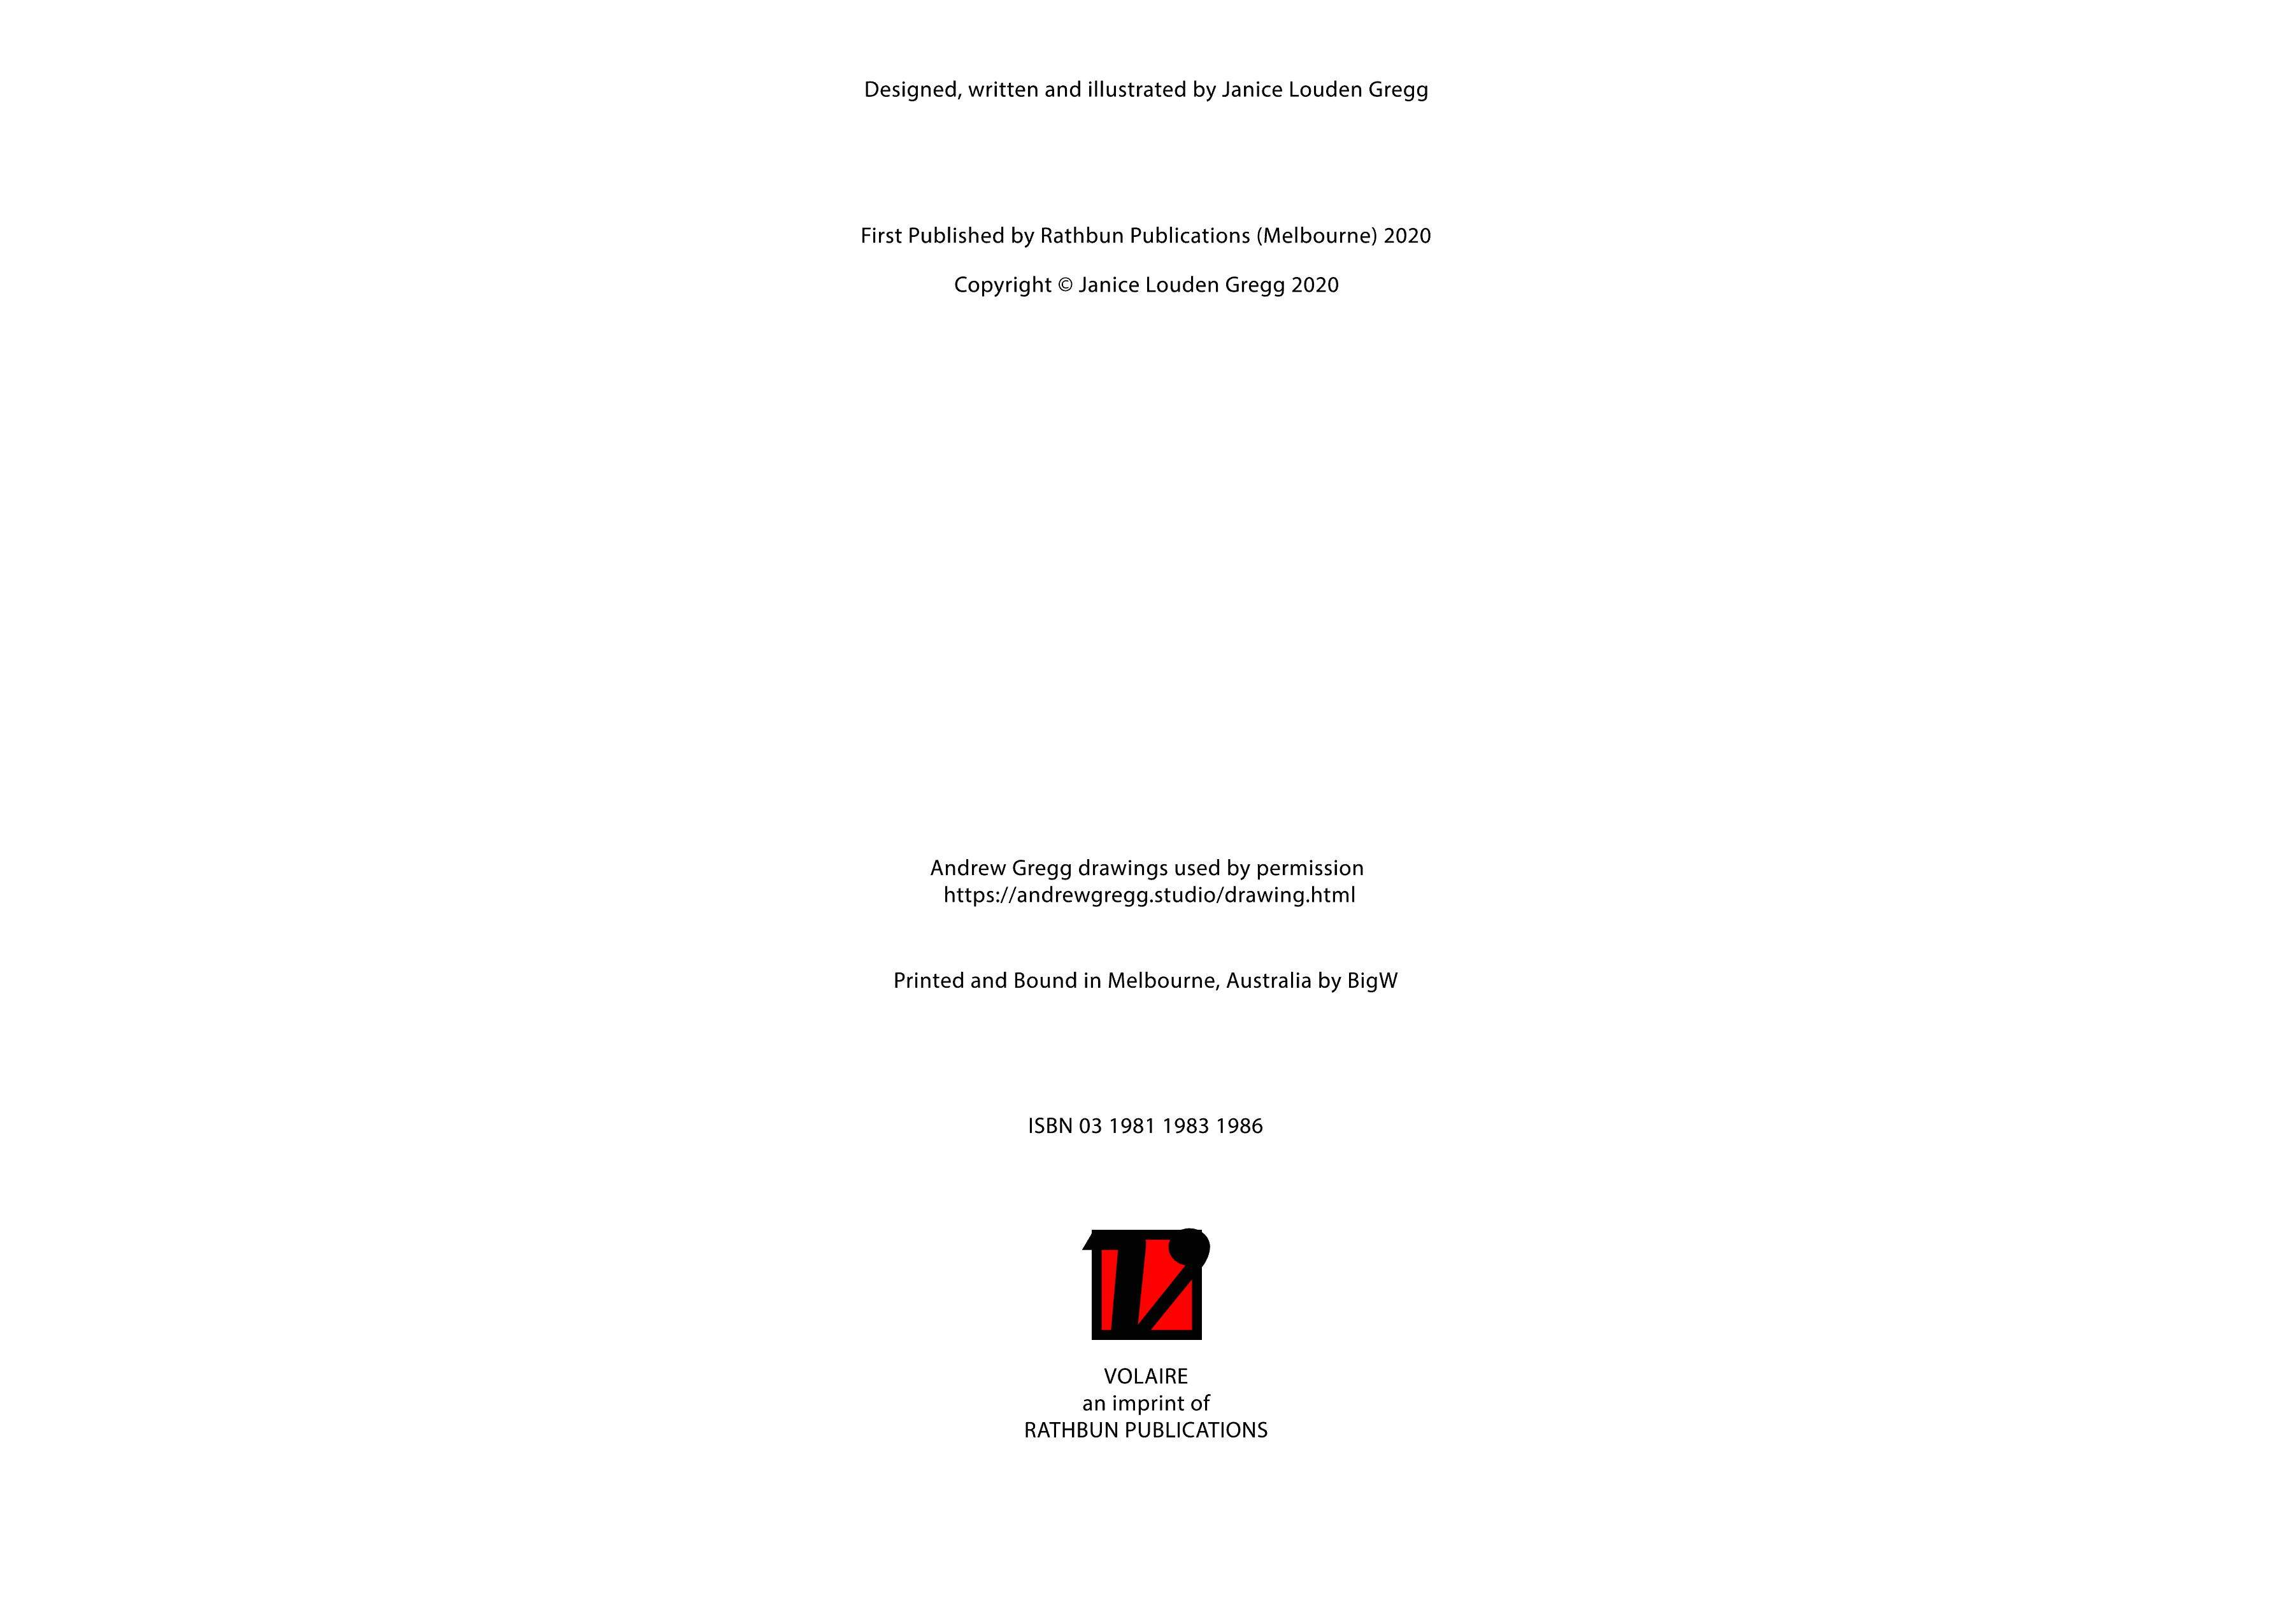 Designed, written and illustrated by Janice Louden Gregg
First Published by Rathbun Publications (Melbourne) 2020
Copyright © Janice Louden Gregg 2020
Andrew Gregg drawings used by permission
https://andrewgregg.studio/drawing.html
Printed and Bound in Melbourne, Australia by BigW
ISBN 03 1981 1983 1986
V
VOLAIRE
an imprint of
RATHBUN PUBLICATIONS